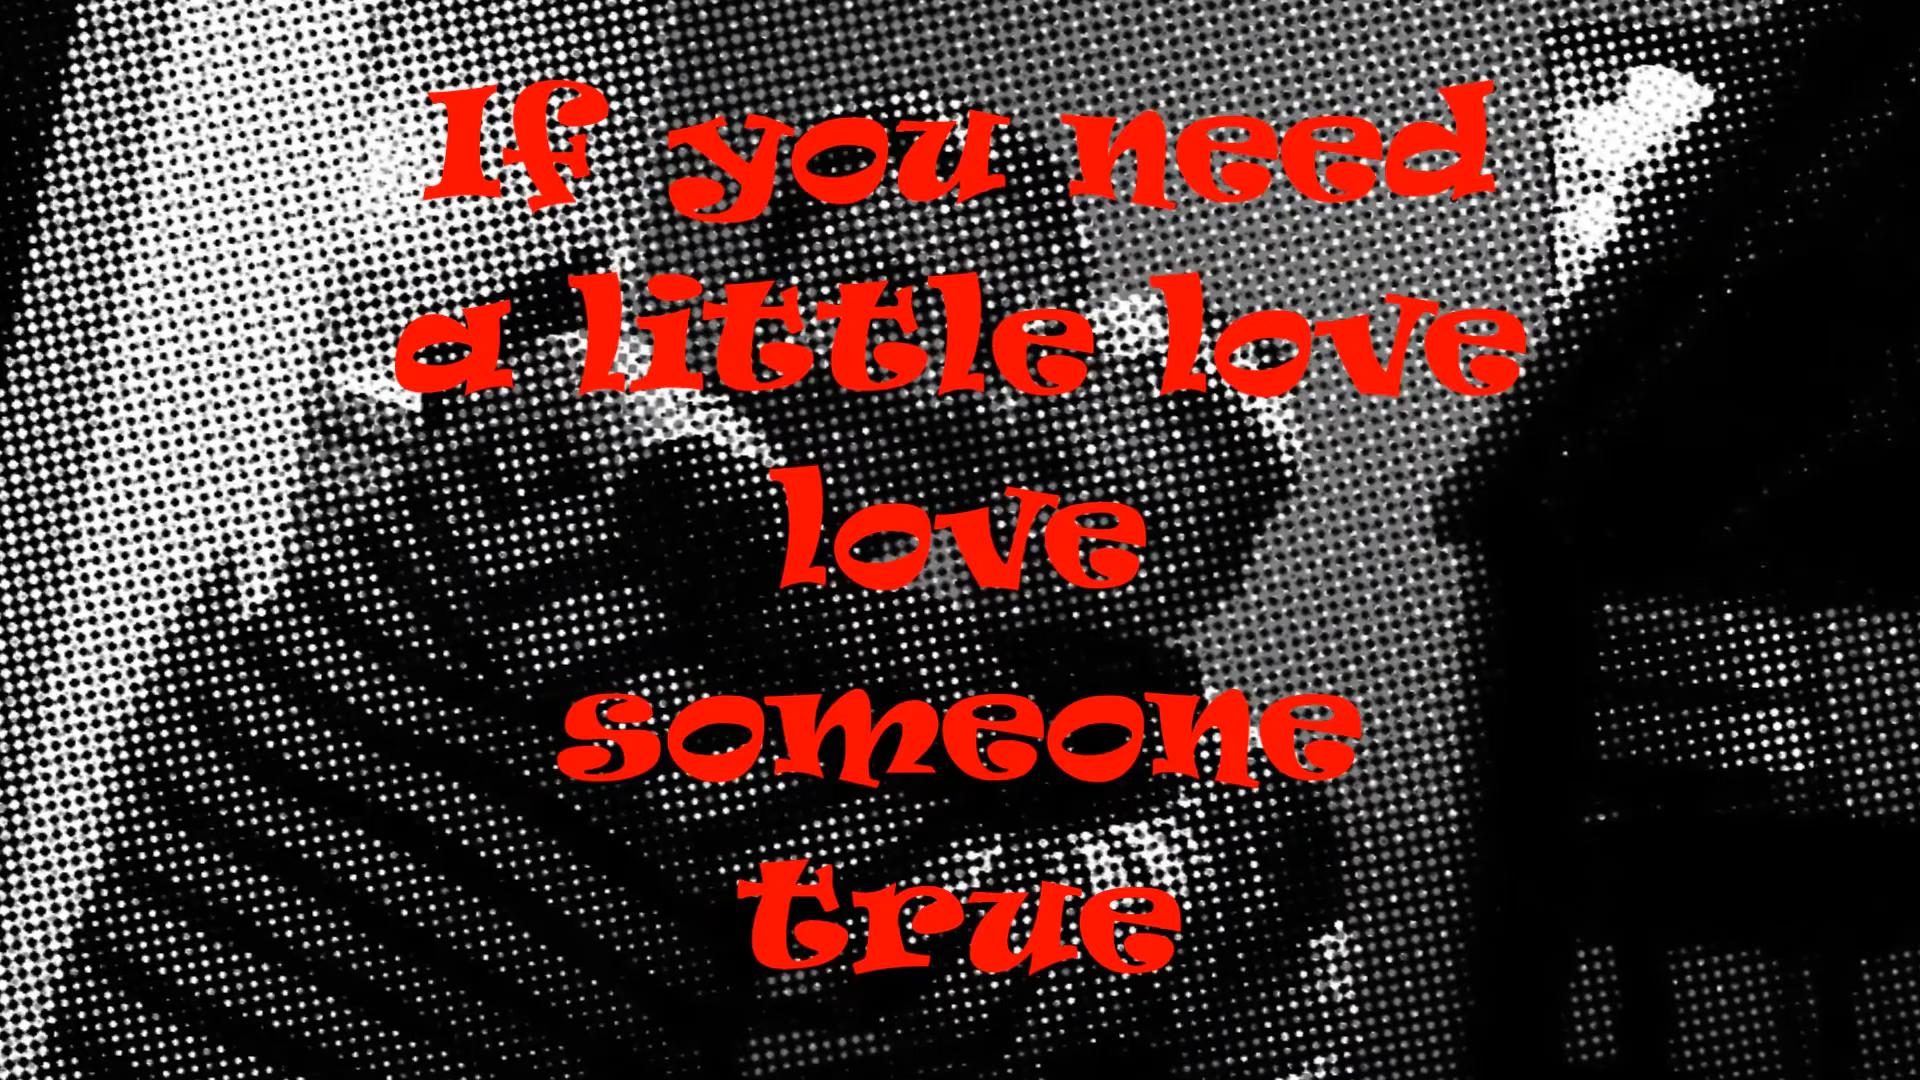 If you need
a little love
love
someone
true